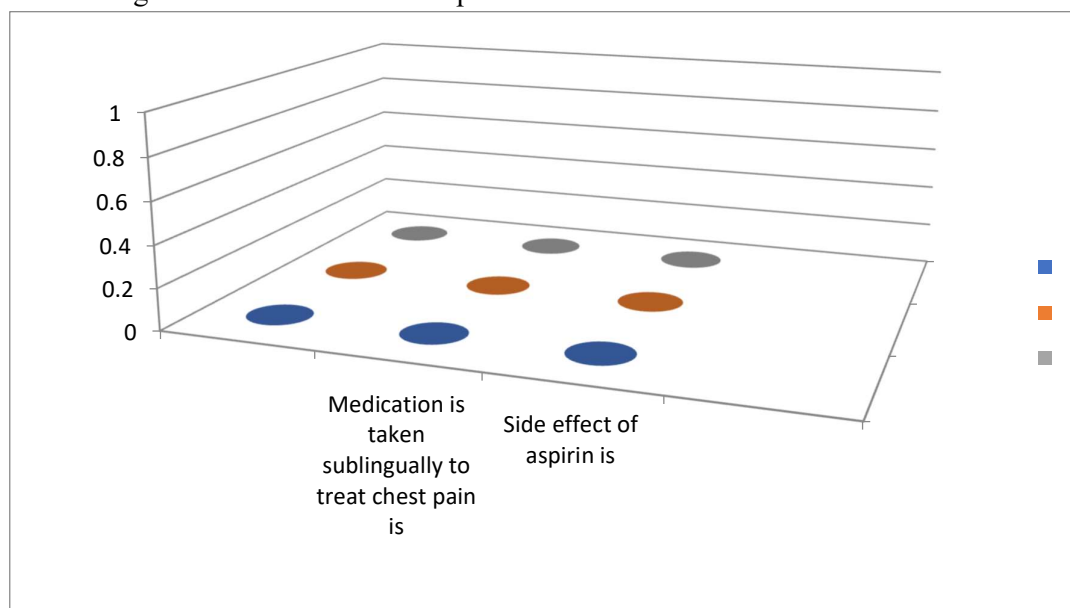 1
0.8
0.6
0.4
0.2
0
Medication is
taken
sublingually to
treat chest pain
is
Side effect of
aspirin is